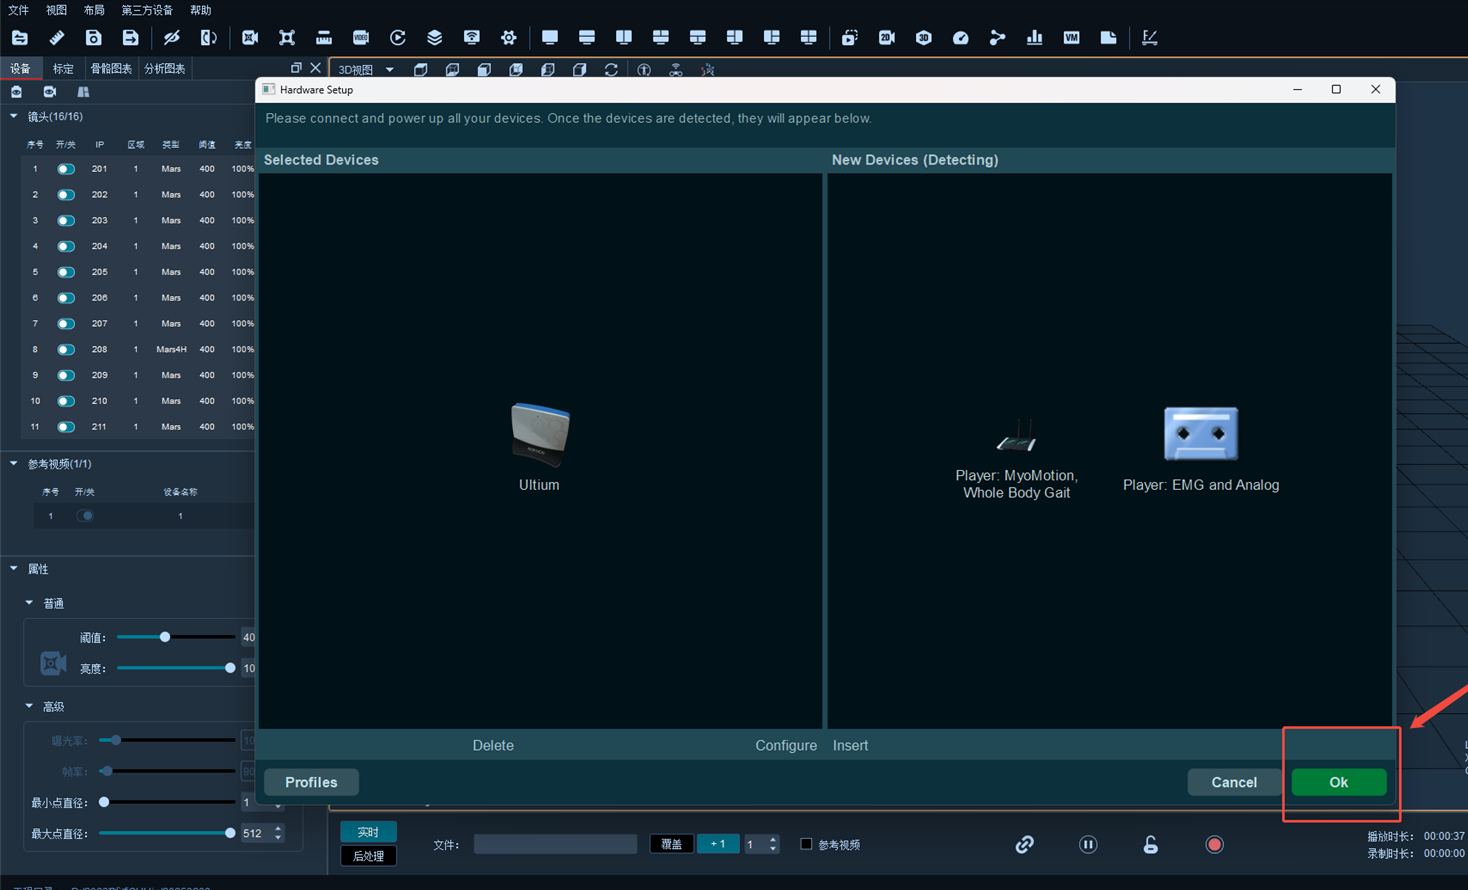 文件 视图 布局 第三方设备 帮助
设备 标定 骨骼图表 分析图表
3D视图
镜头(16/16)
序号 开/关 IP 区域 类型 阈值 亮度
1 201 1 Mars 400 100%
2 202 1 Mars 400 100%
3 203 1 Mars 400 100%
4 204 1 Mars 400 100%
5 205 1 Mars 400 100%
6 206 1 Mars 400 100%
7 207 1 Mars 400 100%
8 208 1 Mars4H 400 100%
9 209 1 Mars 400 100%
10 210 1 Mars 400 100%
11 211 1 Mars 400 100%
参考视频(1/1)
序号 开/关 设备名称
1 1
属性
普通
阈值: 40
亮度: 10
高级
曝光率: 10
帧率: 90
最小点直径: 1
最大点直径: 512
Hardware Setup
Please connect and power up all your devices. Once the devices are detected, they will appear below.
Selected Devices
New Devices (Detecting)
Ultium
Player: MyoMotion,
Whole Body Gait
Player: EMG and Analog
Delete Configure Insert
Profiles Cancel Ok
实时
后处理
文件: 覆盖 +1 1 参考视频
播放时长: 00:00:37
录制时长: 00:00:00